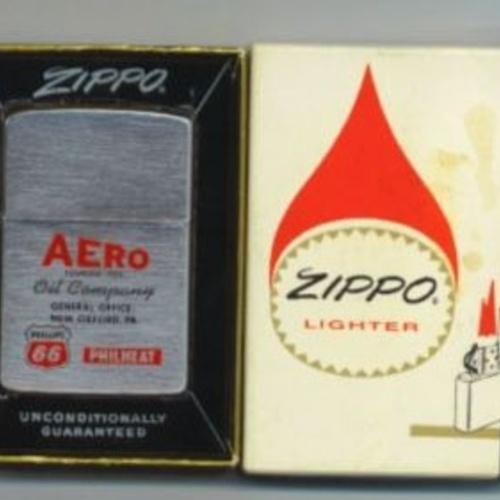 ZIPPO
AERO
Oil Company
GENERAL OFFICE
NEW OXFORD, PA.
PHILLIPS
66
PHILHEAT
UNCONDITIONALLY
GUARANTEED
ZIPPO
LIGHTER